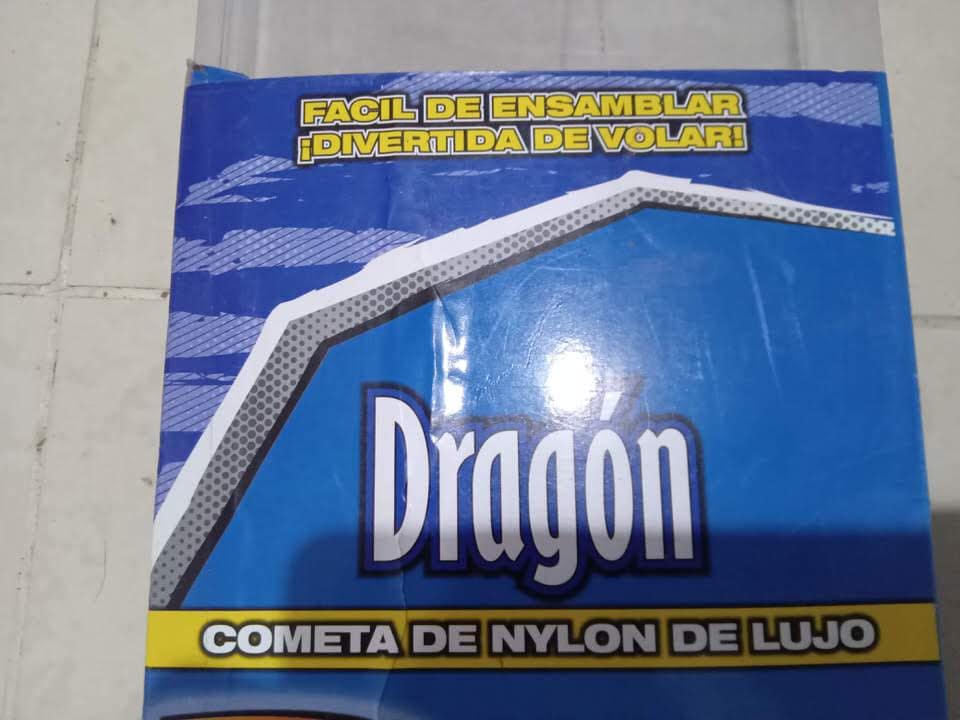 FACIL DE ENSAMBLAR
¡DIVERTIDA DE VOLAR!
Dragón
COMETA DE NYLON DE LUJO